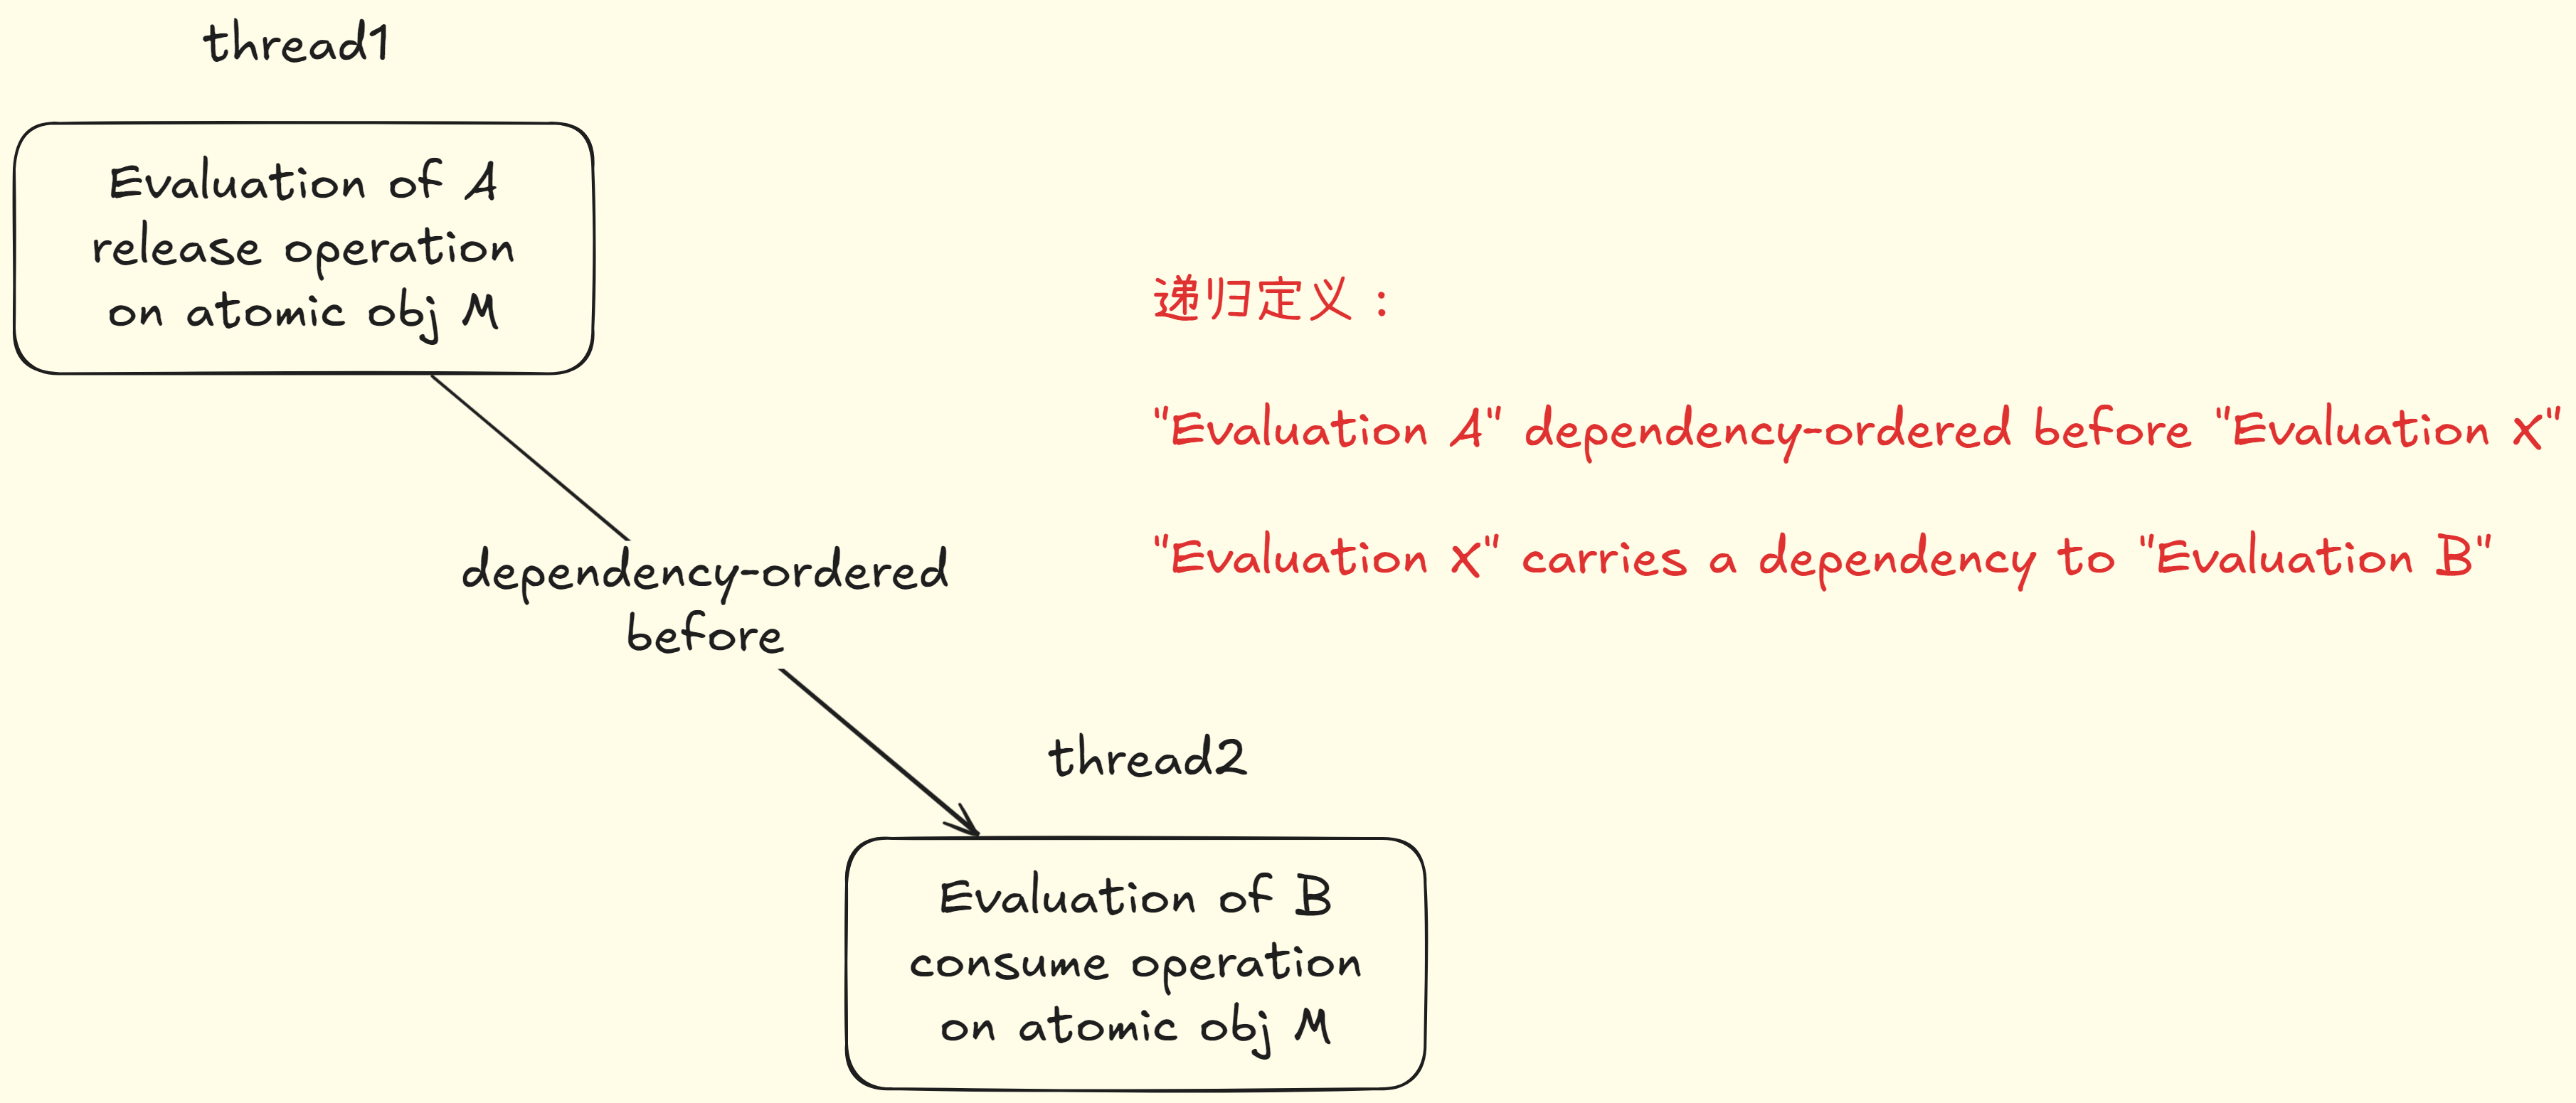 thread1
Evaluation of A
release operation
on atomic obj M
递归定义：
"Evaluation A" dependency-ordered before "Evaluation X"
"Evaluation X" carries a dependency to "Evaluation B"
dependency-ordered
before
thread2
Evaluation of B
consume operation
on atomic obj M